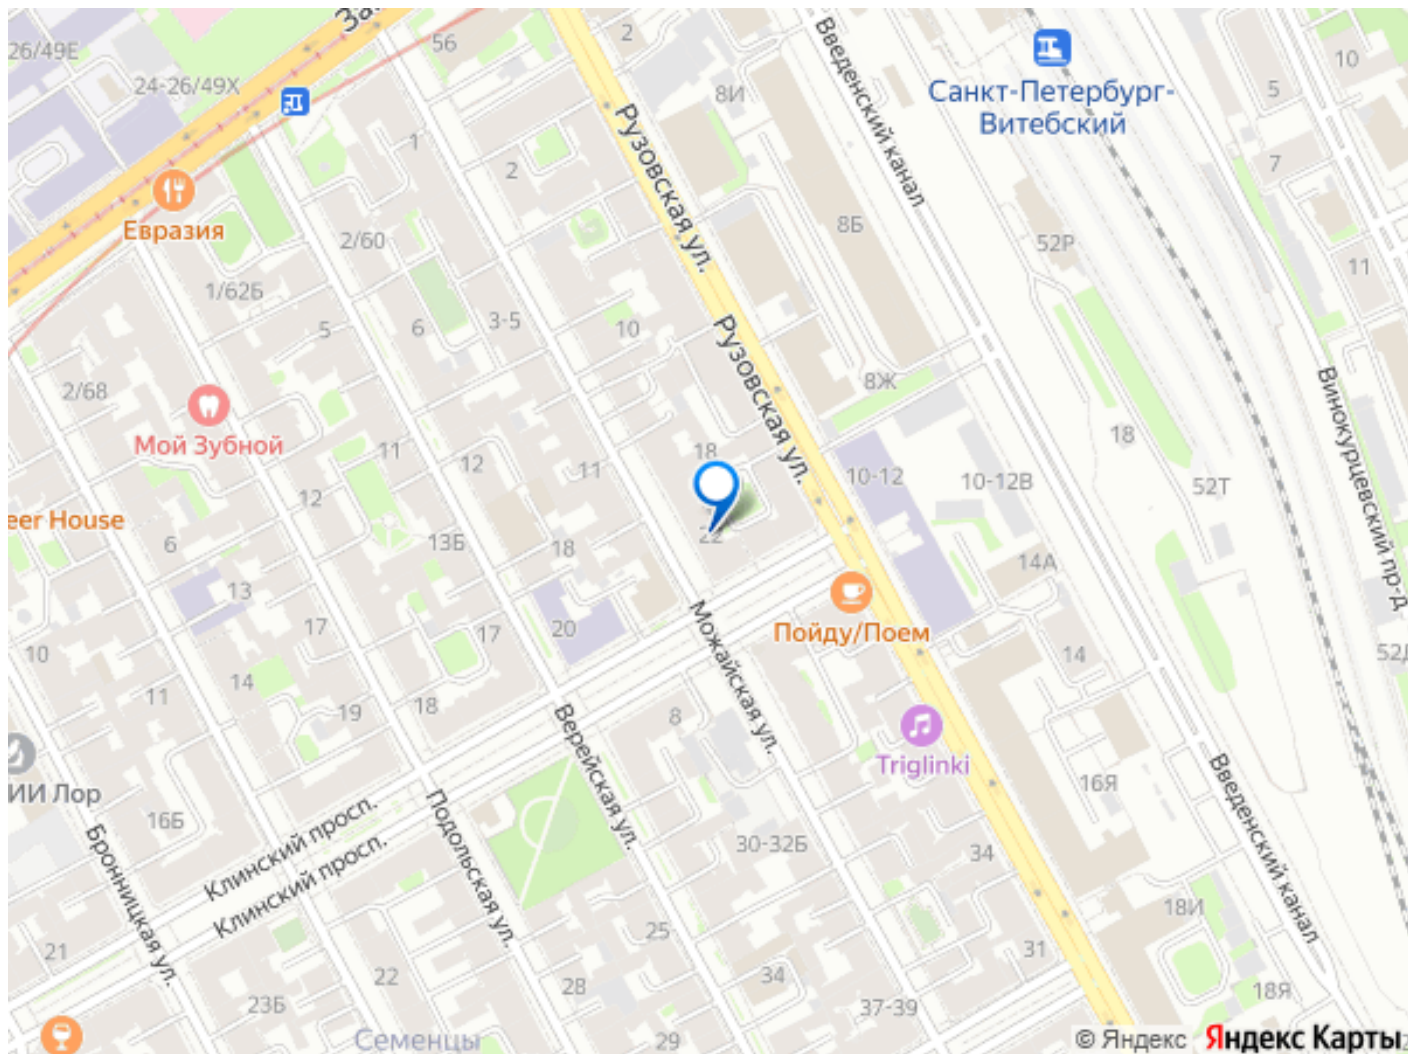 За
26/49Е
24-26/49Х
56
2
8И
Введенский канал
Санкт-Петербург-
Витебский
10
5
7
Рузовская ул.
1
2
Евразия
2/60
8Б
52Р
11
1/62Б
5
6
3-5
10
Рузовская ул.
8Ж
2/68
Мой Зубной
11
12
11
18
18
Винокурцевский пр-д
10-12
10-12В
52Т
12
eer House
6
13Б
18
22
14А
13
Пойду/Поем
17
17
20
Можайская ул.
14
52Д
10
11
14
19
18
8
Верейская ул.
Triglinki
16Я
Введенский канал
ИИ Лор
16Б
Клинский просп.
Клинский просп.
Подольская ул.
Бронницкая ул.
30-32Б
34
18И
21
25
31
22
34
28
23Б
37-39
18Я
Семенцы
29
© Яндекс Яндекс Карты